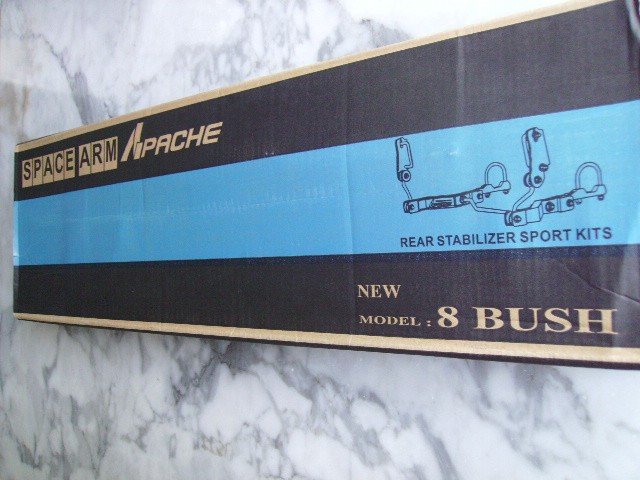 SPACE ARM APACHE
REAR STABILIZER SPORT KITS
NEW
MODEL : 8 BUSH